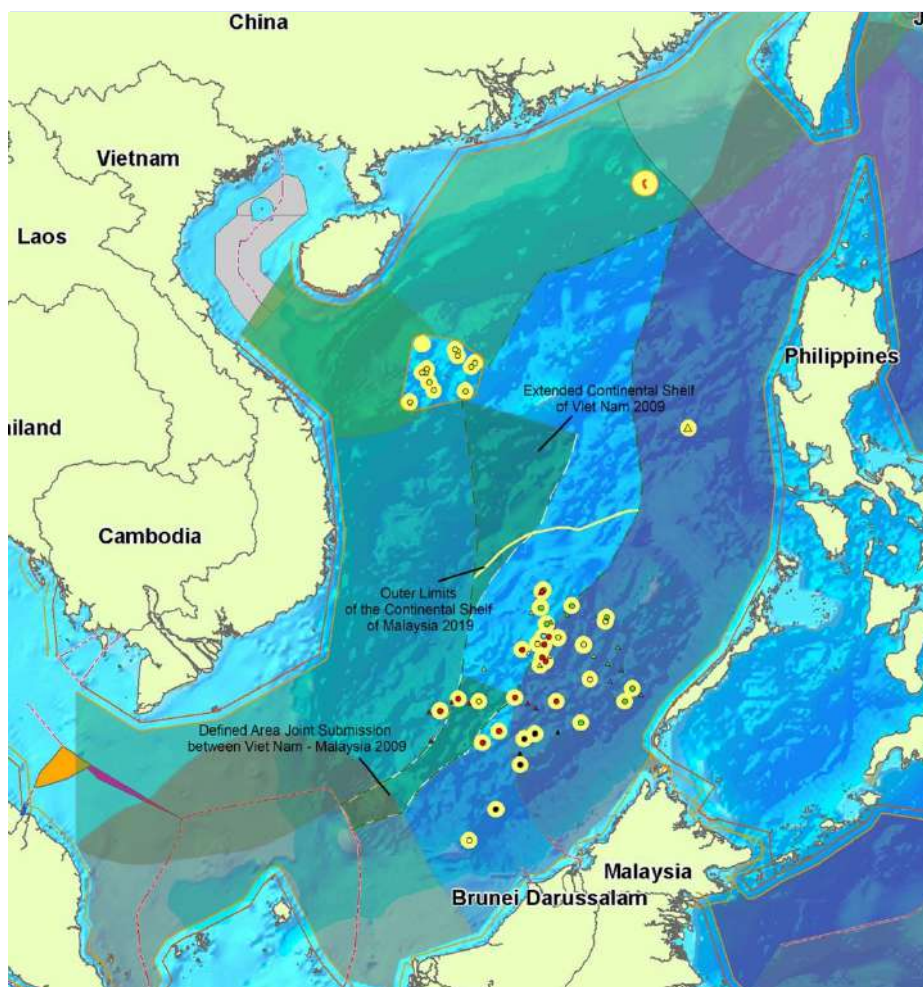 China
J
Vietnam
Laos
Philippines
Extended Continental Shelf
of Viet Nam 2009
iland
Cambodia
Outer Limits
of the Continental Shelf
of Malaysia 2019
Defined Area Joint Submission
between Viet Nam - Malaysia 2009
Malaysia
Brunei Darussalam